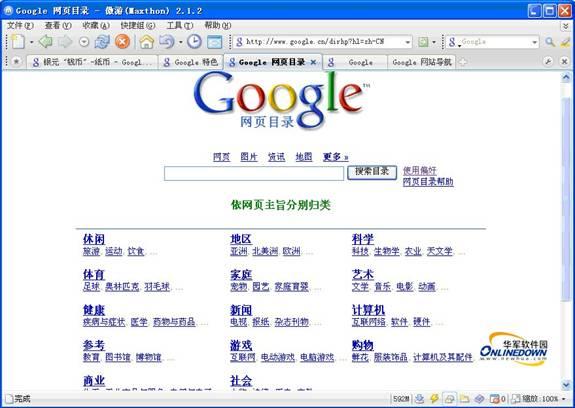 Google 网页目录 - 傲游(Maxthon) 2.1.2
文件(F) 查看(V) 收藏(A) 快捷组(G) 工具(T) 帮助(H)
http://www.google.cn/dirhp?hl=zh-CN
Google
银元 "钱币" -纸币 - Googl... Google 特色 Google 网页目录 Google Google 网站导航
Google™
网页目录
网页 图片 资讯 地图 更多 »
搜索目录 使用偏好
网页目录帮助
依网页主旨分别归类
休闲 地区 科学
旅游, 运动, 饮食, ... 亚洲, 北美洲, 欧洲, ... 科技, 生物学, 农业, 天文学, ...
体育 家庭 艺术
足球, 奥林匹克, 羽毛球, ... 宠物, 园艺, 家庭育婴, ... 文学, 音乐, 电影, 动画, ...
健康 新闻 计算机
疾病与症状, 医学, 药物与药品, ... 电视, 报纸, 杂志刊物, ... 互联网络, 软件, 硬件, ...
参考 游戏 购物
教育, 图书馆, 博物馆, ... 互联网, 电动游戏, 电脑游戏, ... 鲜花, 服装饰品, 计算机及其配件
商业 社会
华军软件园
ONLINEDOWN
www.newhua.com
完成 592M 0 缩放:100%